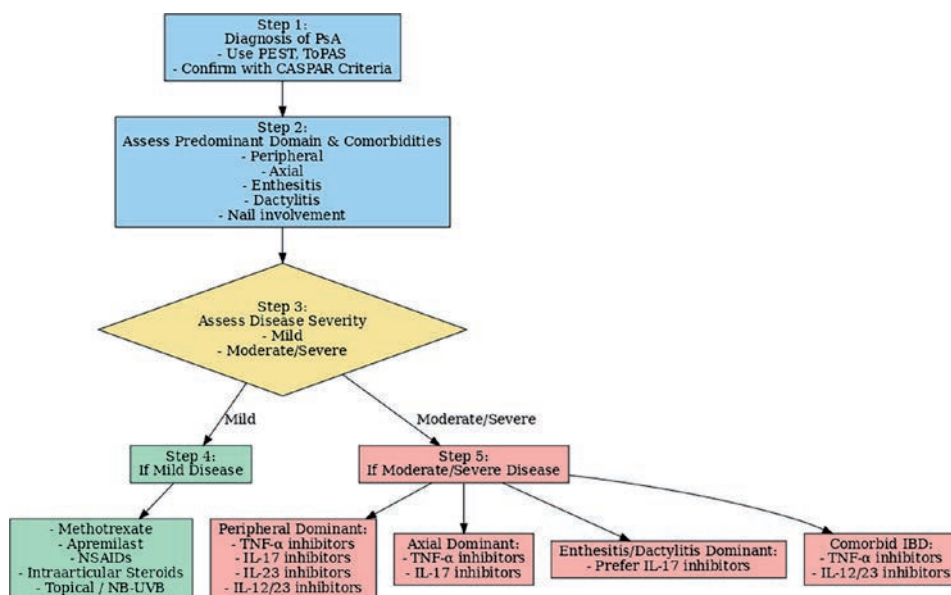 Step 1:
Diagnosis of PsA
- Use PEST, ToPAS
- Confirm with CASPAR Criteria
Step 2:
Assess Predominant Domain & Comorbidities
- Peripheral
- Axial
- Enthesitis
- Dactylitis
- Nail involvement
Step 3:
Assess Disease Severity
- Mild
- Moderate/Severe
Mild
Moderate/Severe
Step 4:
If Mild Disease
Step 5:
If Moderate/Severe Disease
- Methotrexate
- Apremilast
- NSAIDs
- Intraarticular Steroids
- Topical / NB-UVB
Peripheral Dominant:
- TNF-α inhibitors
- IL-17 inhibitors
- IL-23 inhibitors
- IL-12/23 inhibitors
Axial Dominant:
- TNF-α inhibitors
- IL-17 inhibitors
Enthesitis/Dactylitis Dominant:
- Prefer IL-17 inhibitors
Comorbid IBD:
- TNF-α inhibitors
- IL-12/23 inhibitors